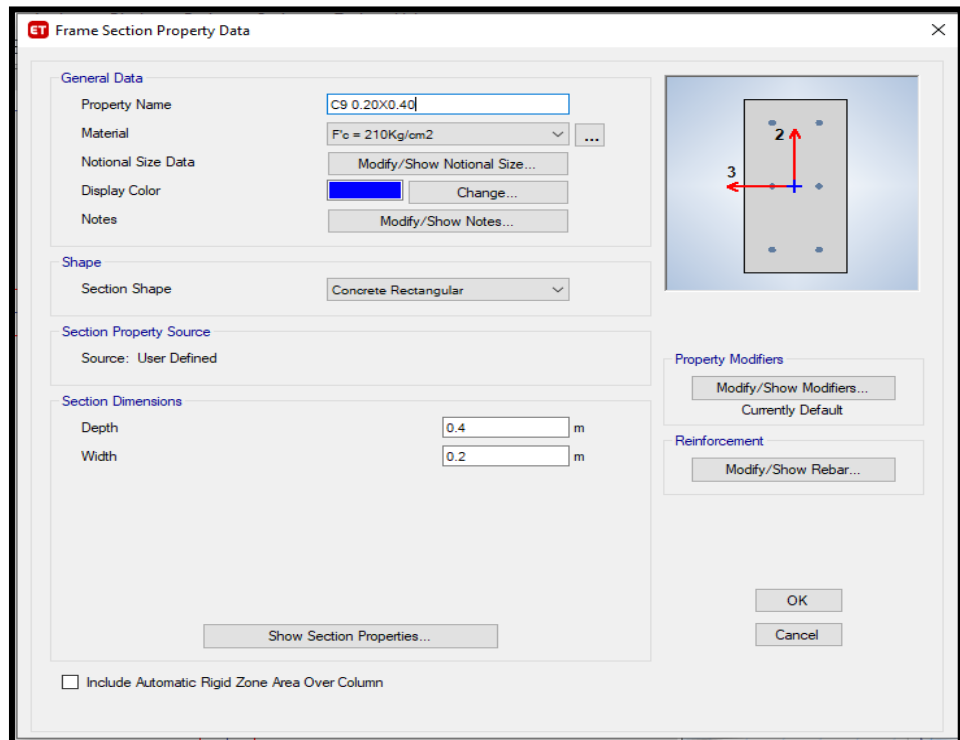 ET Frame Section Property Data
General Data
Property Name C9 0.20X0.40
Material F'c = 210Kg/cm2 ...
Notional Size Data Modify/Show Notional Size...
Display Color Change...
Notes Modify/Show Notes...
2
3
Shape
Section Shape Concrete Rectangular
Section Property Source
Source: User Defined
Property Modifiers
Modify/Show Modifiers...
Currently Default
Section Dimensions
Depth 0.4 m
Width 0.2 m
Reinforcement
Modify/Show Rebar...
OK
Show Section Properties...
Cancel
Include Automatic Rigid Zone Area Over Column